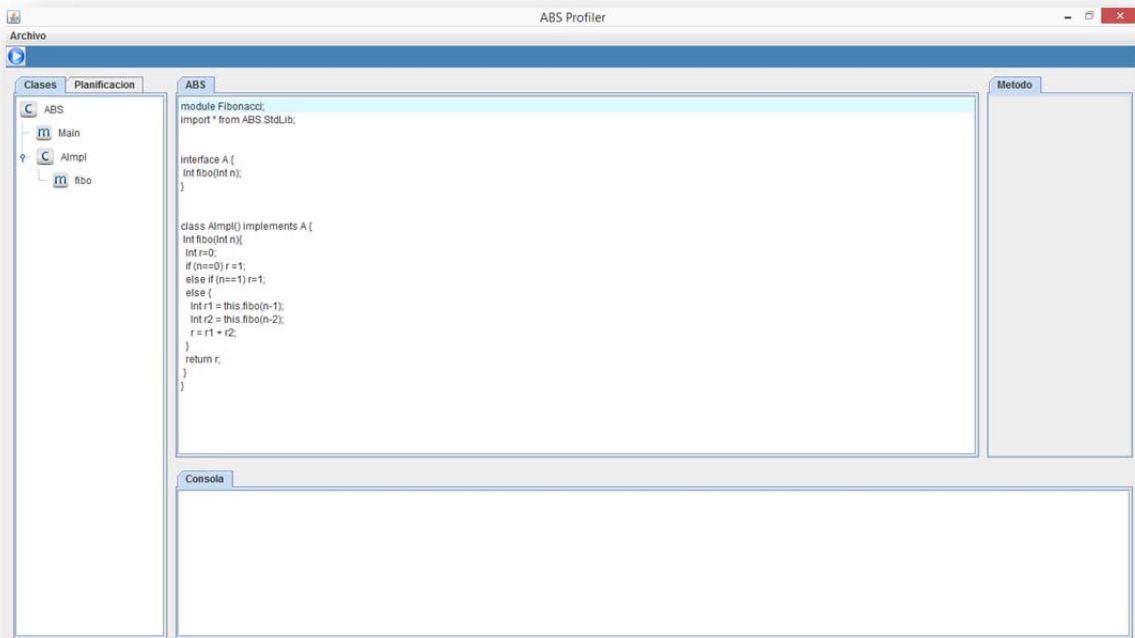 ABS Profiler
Archivo
Clases Planificacion
C ABS
m Main
C AImpl
m fibo
ABS
module Fibonacci;
import * from ABS.StdLib;
interface A {
Int fibo(Int n);
}
class AImpl() implements A {
Int fibo(Int n){
Int r=0;
if (n==0) r =1;
else if (n==1) r=1;
else {
Int r1 = this.fibo(n-1);
Int r2 = this.fibo(n-2);
r = r1 + r2;
}
return r;
}
}
Metodo
Consola